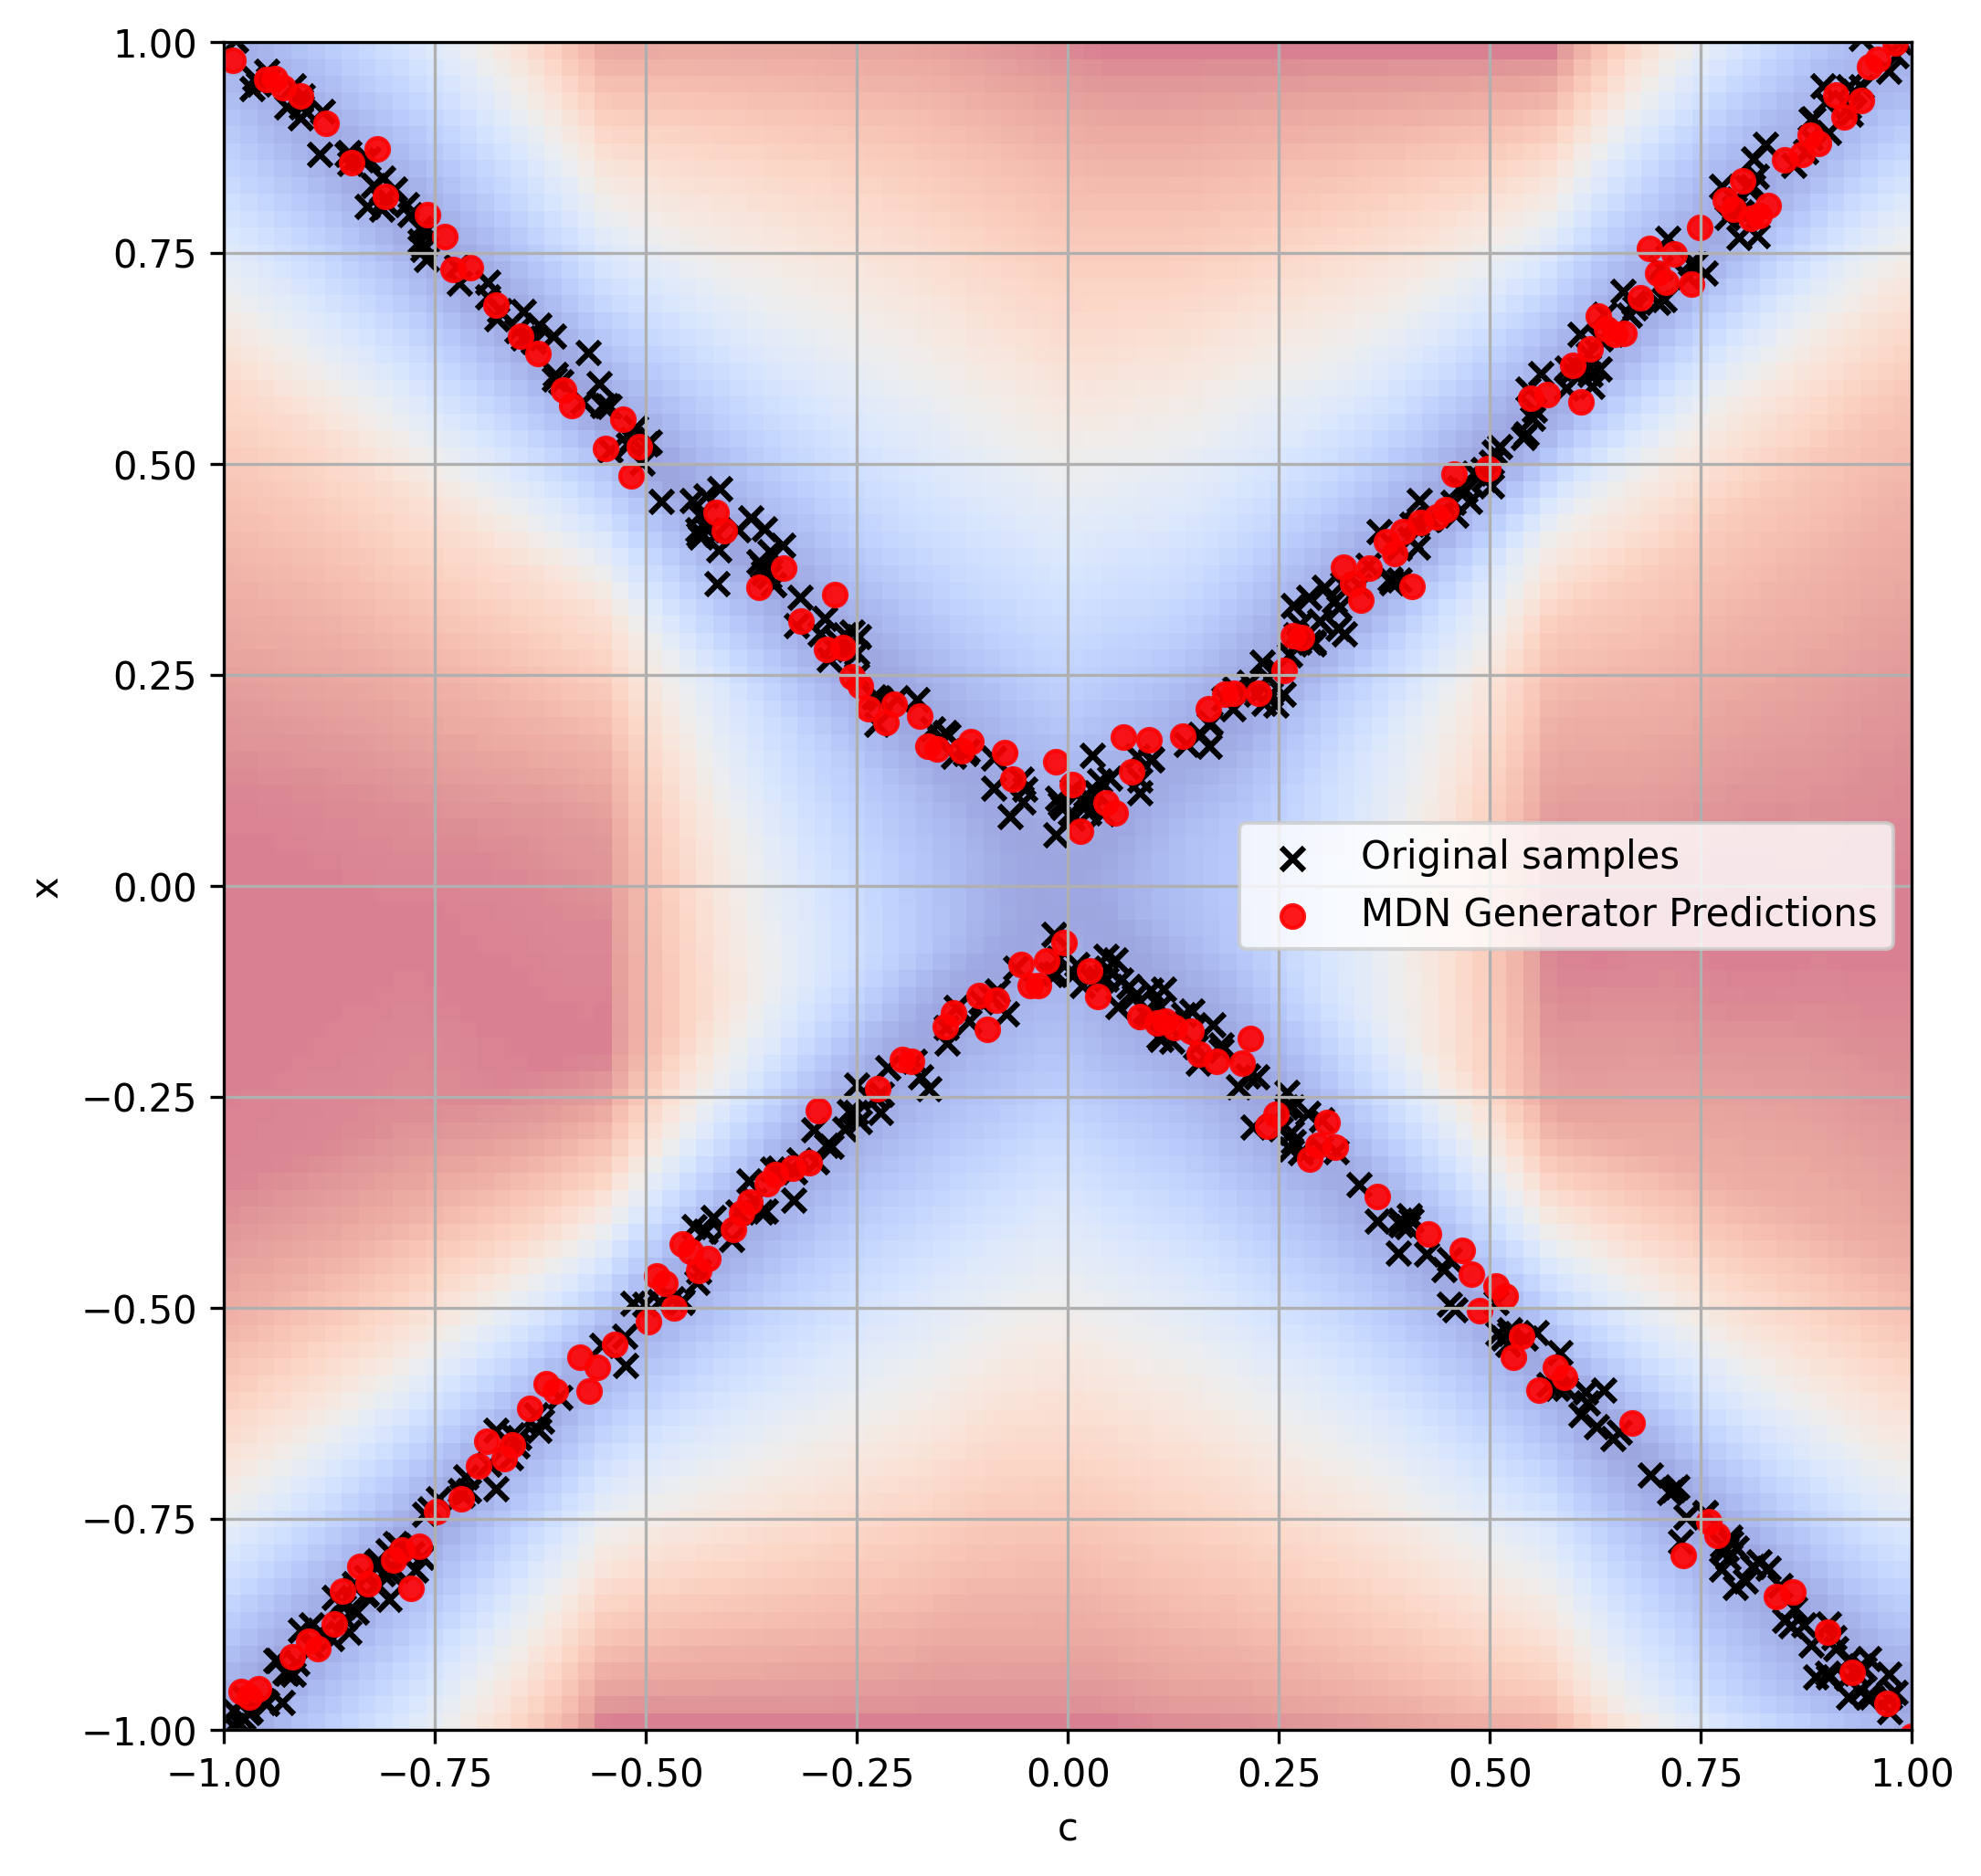 1.00
0.75
0.50
0.25
0.00
−0.25
−0.50
−0.75
−1.00
x
Original samples
MDN Generator Predictions
−1.00 −0.75 −0.50 −0.25 0.00 0.25 0.50 0.75 1.00
c